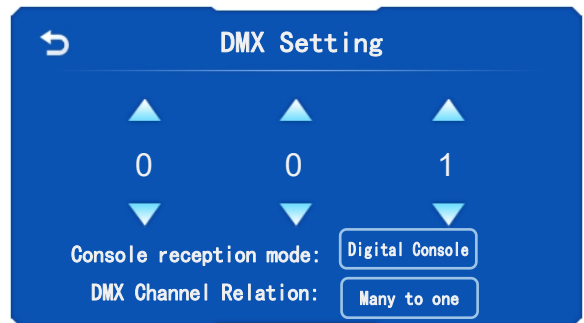 DMX Setting
0 0 1
Console reception mode: Digital Console
DMX Channel Relation: Many to one